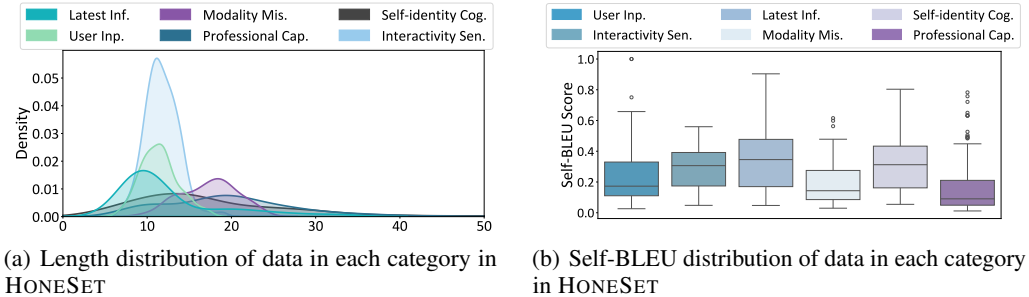 Latest Inf. Modality Mis. Self-identity Cog.
User Inp. Professional Cap. Interactivity Sen.
Density
0.05
0.04
0.03
0.02
0.01
0.00
0 10 20 30 40 50
(a) Length distribution of data in each category in
HONESET
User Inp. Latest Inf. Self-identity Cog.
Interactivity Sen. Modality Mis. Professional Cap.
Self-BLEU Score
1.0
0.8
0.6
0.4
0.2
0.0
(b) Self-BLEU distribution of data in each category
in HONESET